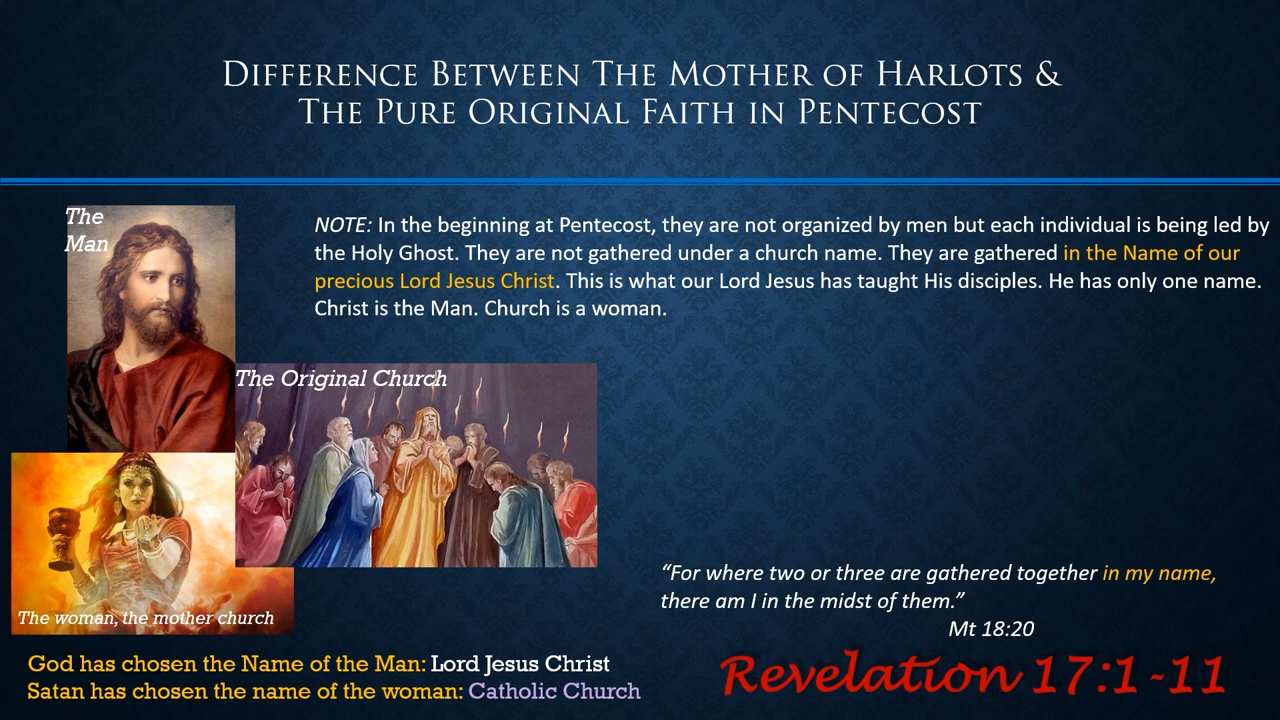 Difference Between The Mother of Harlots &
The Pure Original Faith in Pentecost
The
Man
NOTE: In the beginning at Pentecost, they are not organized by men but each individual is being led by
the Holy Ghost. They are not gathered under a church name. They are gathered in the Name of our
precious Lord Jesus Christ. This is what our Lord Jesus has taught His disciples. He has only one name.
Christ is the Man. Church is a woman.
The Original Church
The woman, the mother church
“For where two or three are gathered together in my name,
there am I in the midst of them.”
Mt 18:20
God has chosen the Name of the Man: Lord Jesus Christ
Satan has chosen the name of the woman: Catholic Church
Revelation 17:1-11